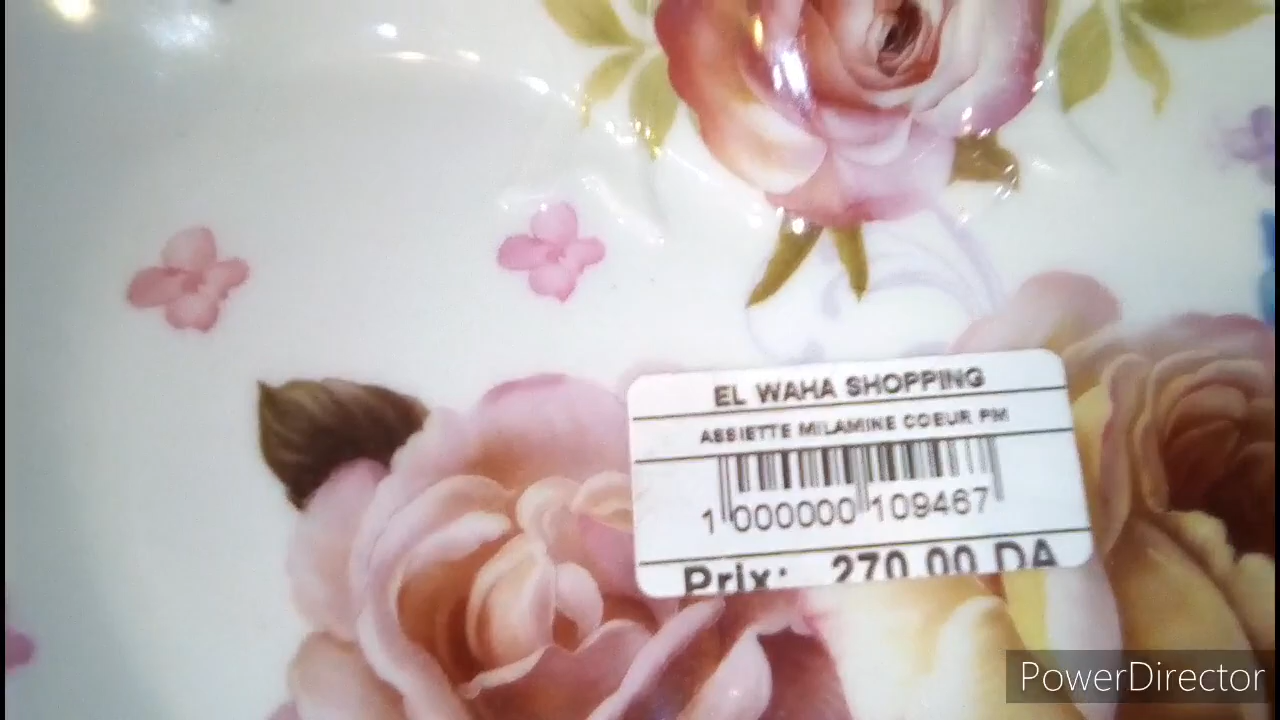 EL WAHA SHOPPING
ASSIETTE MILAMINE COEUR PM
1 000000 109467
Prix: 270.00 DA
PowerDirector